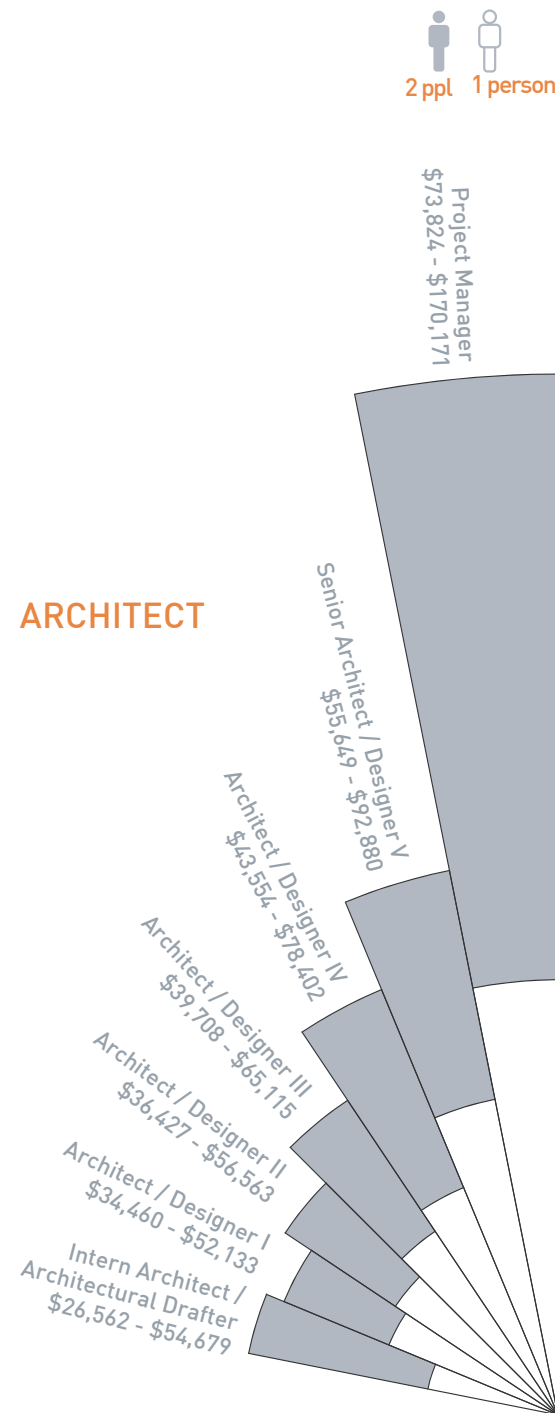 2 ppl
1 person
Project Manager
$73,824 - $170,171
ARCHITECT
Senior Architect / Designer V
$55,649 - $92,880
Architect / Designer IV
$43,554 - $78,402
Architect / Designer III
$39,708 - $65,115
Architect / Designer II
$36,427 - $56,563
Architect / Designer I
$34,460 - $52,133
Intern Architect /
Architectural Drafter
$26,562 - $54,679